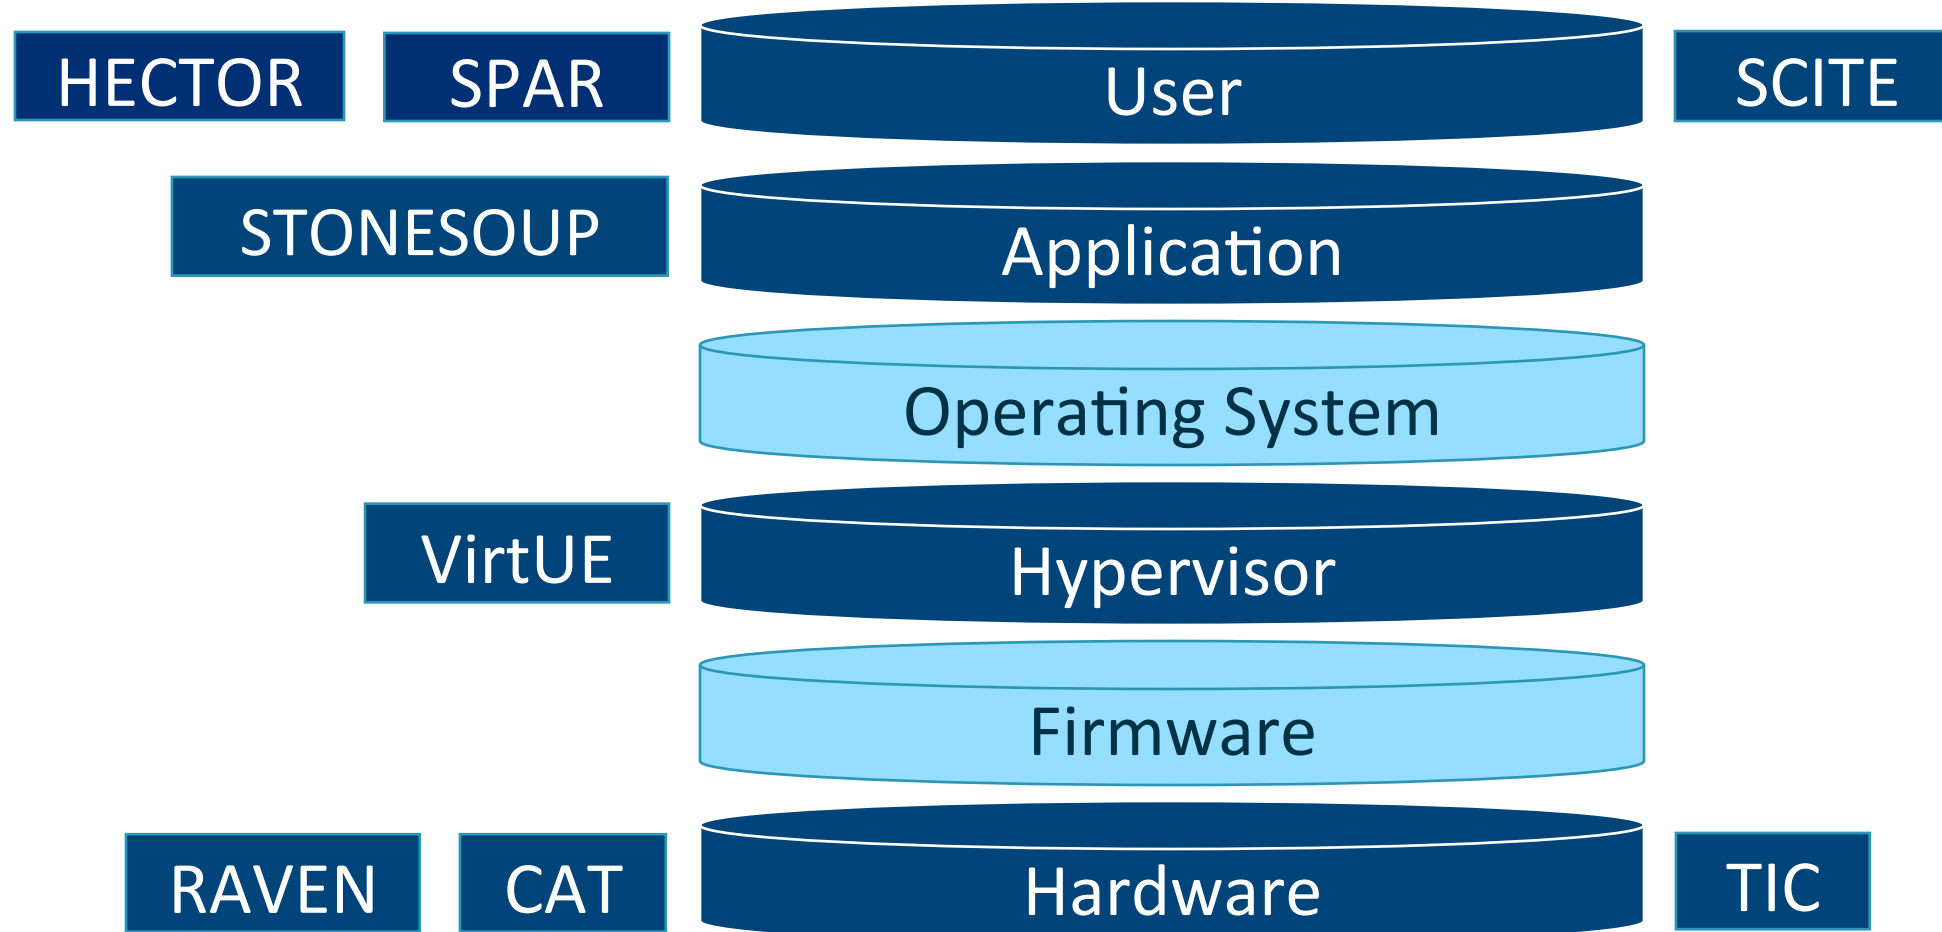 HECTOR SPAR User SCITE
STONESOUP Application
Operating System
VirtUE Hypervisor
Firmware
RAVEN CAT Hardware TIC